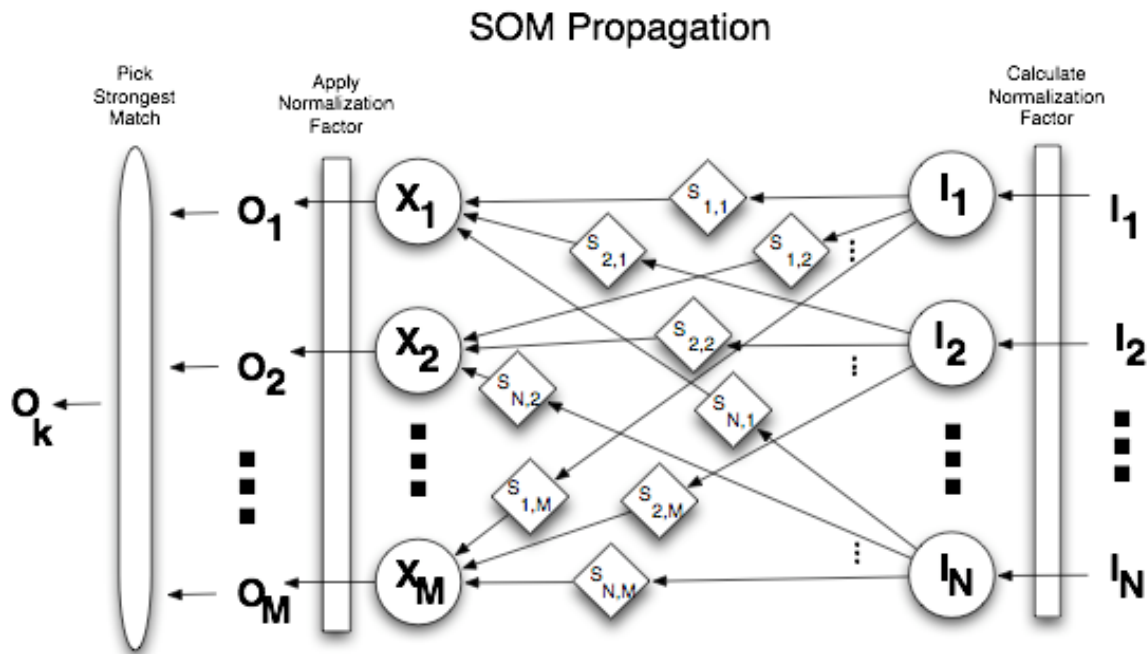 SOM Propagation
Pick
Strongest
Match
Apply
Normalization
Factor
Calculate
Normalization
Factor
O1
X1
S1,1
I1
I1
S2,1
S1,2
O2
X2
S2,2
I2
I2
SN,2
Ok
SN,1
S1,M
S2,M
OM
XM
SN,M
IN
IN